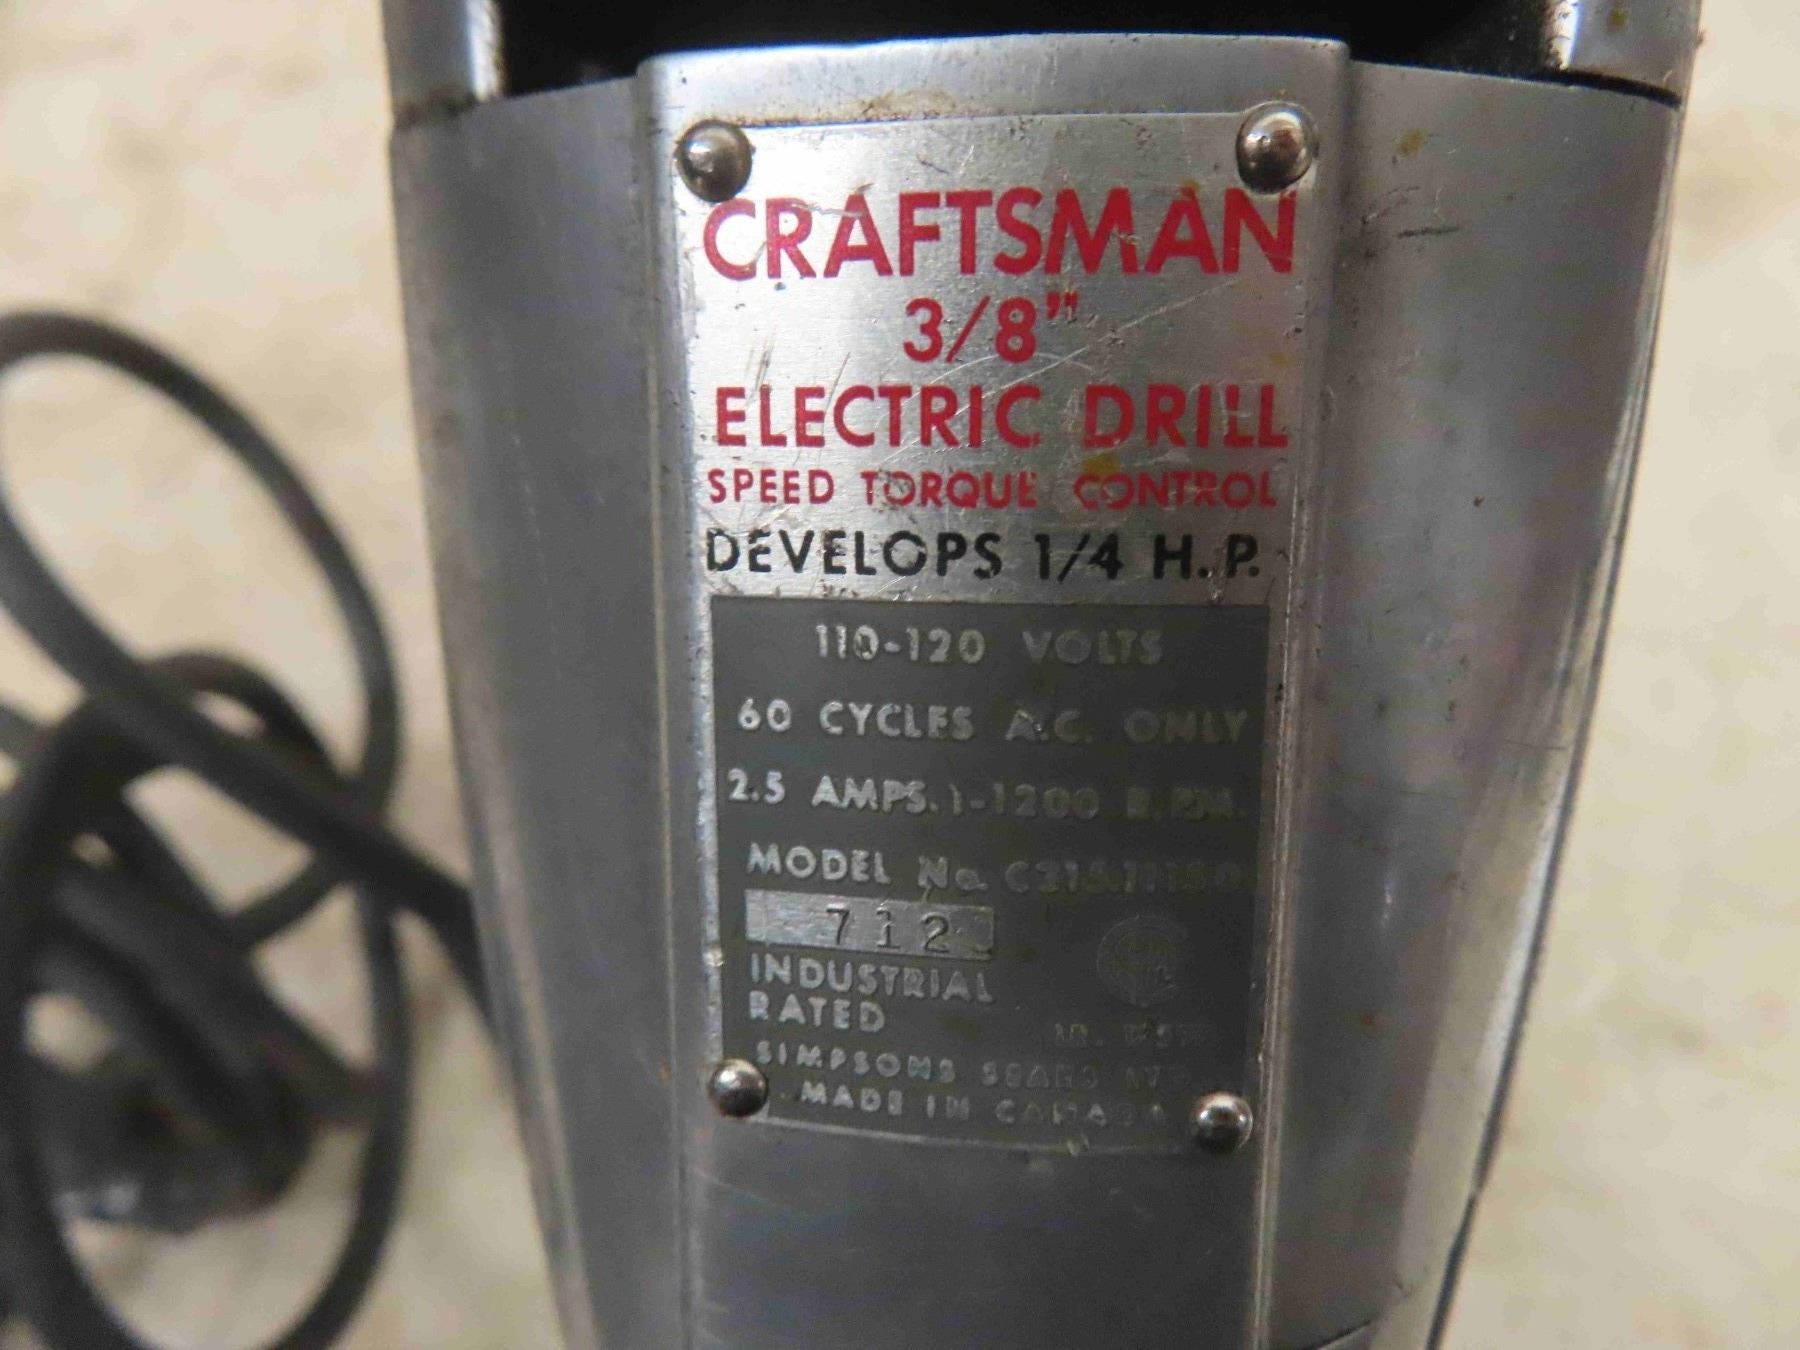 CRAFTSMAN
3/8"
ELECTRIC DRILL
SPEED TORQUE CONTROL
DEVELOPS 1/4 H.P.
110-120 VOLTS
60 CYCLES A.C. ONLY
2.5 AMPS. 1-1200 R.P.M.
MODEL No.
712
INDUSTRIAL
RATED
SIMPSONS SEARS LTD.
MADE IN CANADA